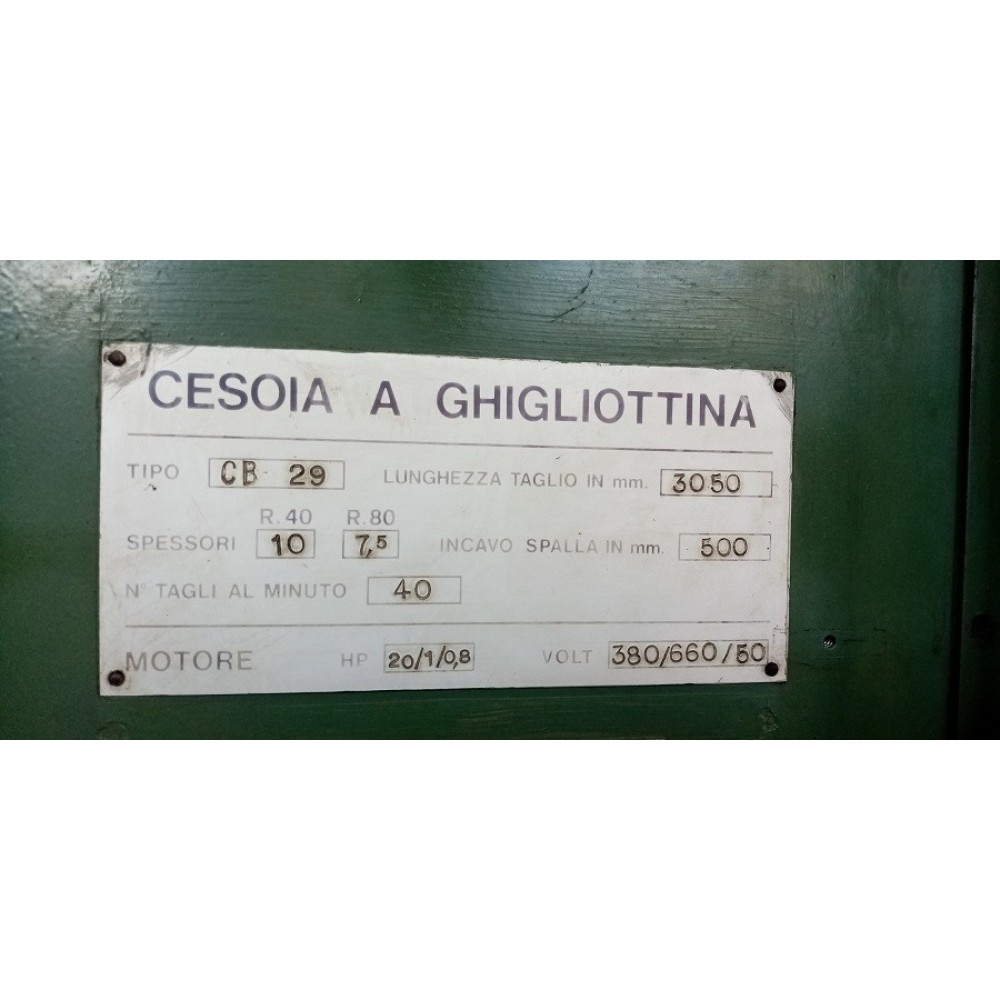 CESOIA A GHIGLIOTTINA
TIPO CB 29 LUNGHEZZA TAGLIO IN mm. 3050
R.40 R.80
SPESSORI 10 7,5 INCAVO SPALLA IN mm. 500
N° TAGLI AL MINUTO 40
MOTORE HP 20/1/0,8 VOLT 380/660/50